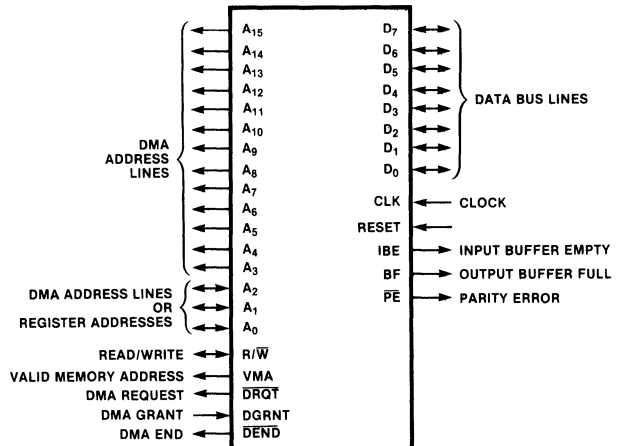 A15 D7
A14 D6
A13 D5
A12 D4
A11 D3
A10 D2
A9 D1
A8 D0
A7
A6
A5
A4
A3
DMA
ADDRESS
LINES
DATA BUS LINES
CLK CLOCK
RESET
IBE INPUT BUFFER EMPTY
BF OUTPUT BUFFER FULL
P̅E̅ PARITY ERROR
DMA ADDRESS LINES
OR
REGISTER ADDRESSES
A2
A1
A0
READ/WRITE R/W̅
VALID MEMORY ADDRESS VMA
DMA REQUEST D̅R̅Q̅T̅
DMA GRANT DGRNT
DMA END D̅E̅N̅D̅